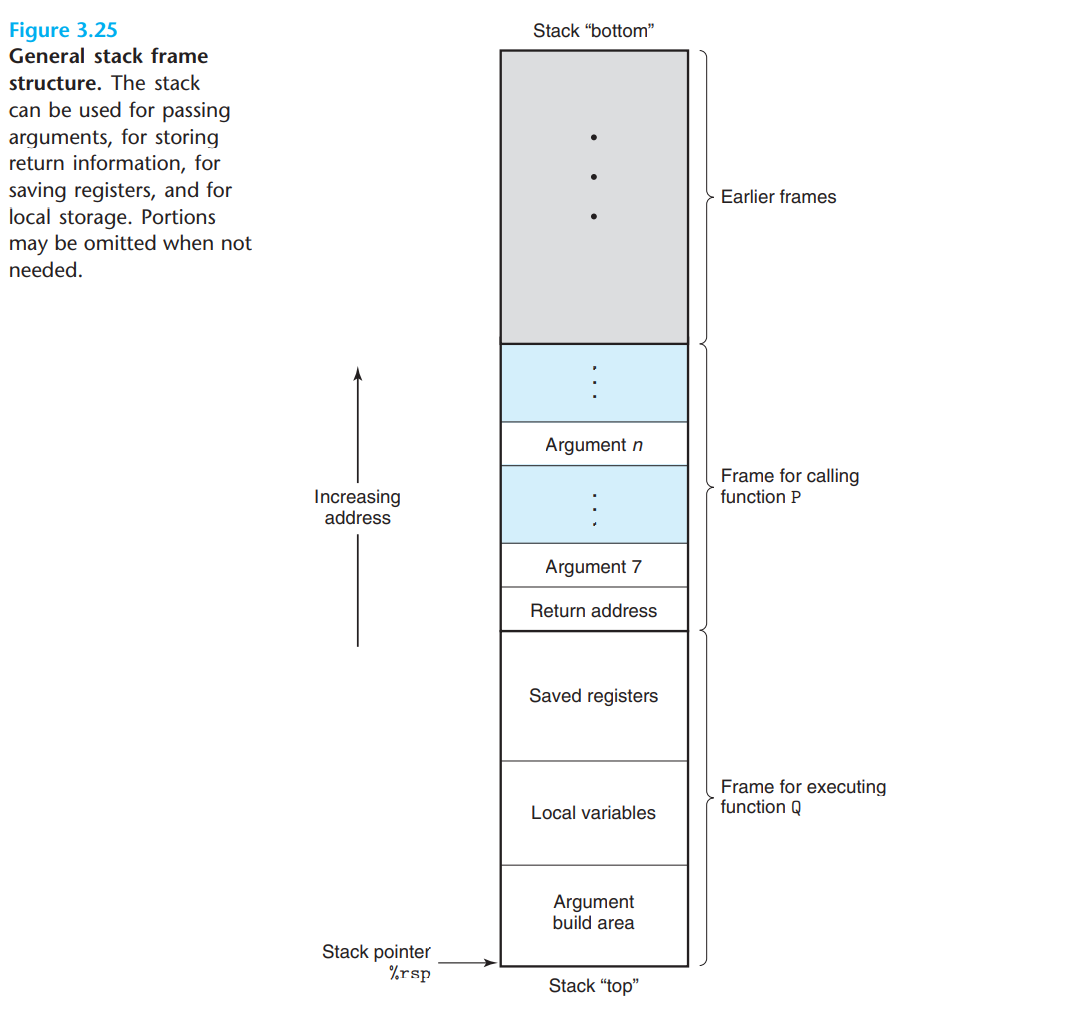 Figure 3.25
General stack frame
structure. The stack
can be used for passing
arguments, for storing
return information, for
saving registers, and for
local storage. Portions
may be omitted when not
needed.
Stack “bottom”
Earlier frames
Argument n
Frame for calling
function P
Increasing
address
Argument 7
Return address
Saved registers
Frame for executing
function Q
Local variables
Argument
build area
Stack pointer
%rsp
Stack “top”